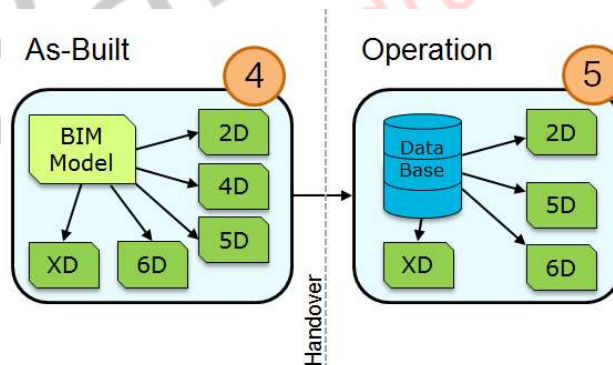 As-Built
4
BIM
Model
2D
4D
5D
XD
6D
Handover
Operation
5
Data
Base
2D
5D
6D
XD